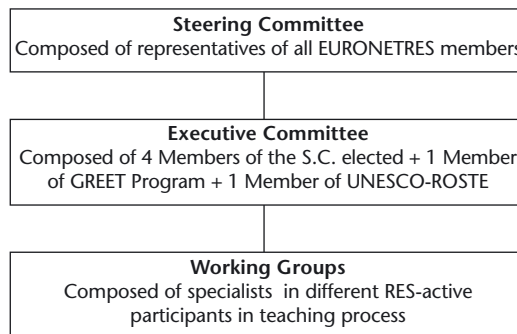 Steering Committee
Composed of representatives of all EURONETRES members
Executive Committee
Composed of 4 Members of the S.C. elected + 1 Member
of GREET Program + 1 Member of UNESCO-ROSTE
Working Groups
Composed of specialists in different RES-active
participants in teaching process